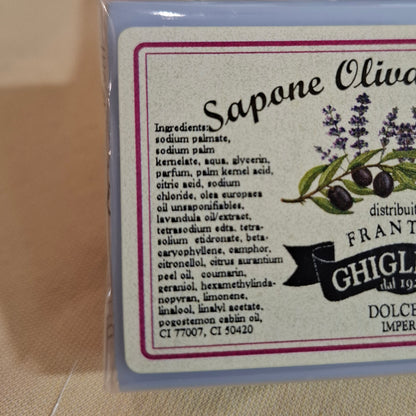 Sapone Oliva
Ingredients:
sodium palmate,
sodium palm
kernelate, aqua, glycerin,
parfum, palm kernel acid,
citric acid, sodium
chloride, olea europaea
oil unsaponifiables,
lavandula oil/extract,
tetrasodium edta, tetra-
solium etidronate, beta-
caryophyllene, camphor,
citronellol, citrus aurantium
peel oil, coumarin,
geraniol, hexamethylinda-
nopyran, limonene,
linalool, linalyl acetate,
pogostemon cablin oil,
CI 77007, CI 50420
distribuit
FRANT
GHIGL
dal 192
DOLCE
IMPER